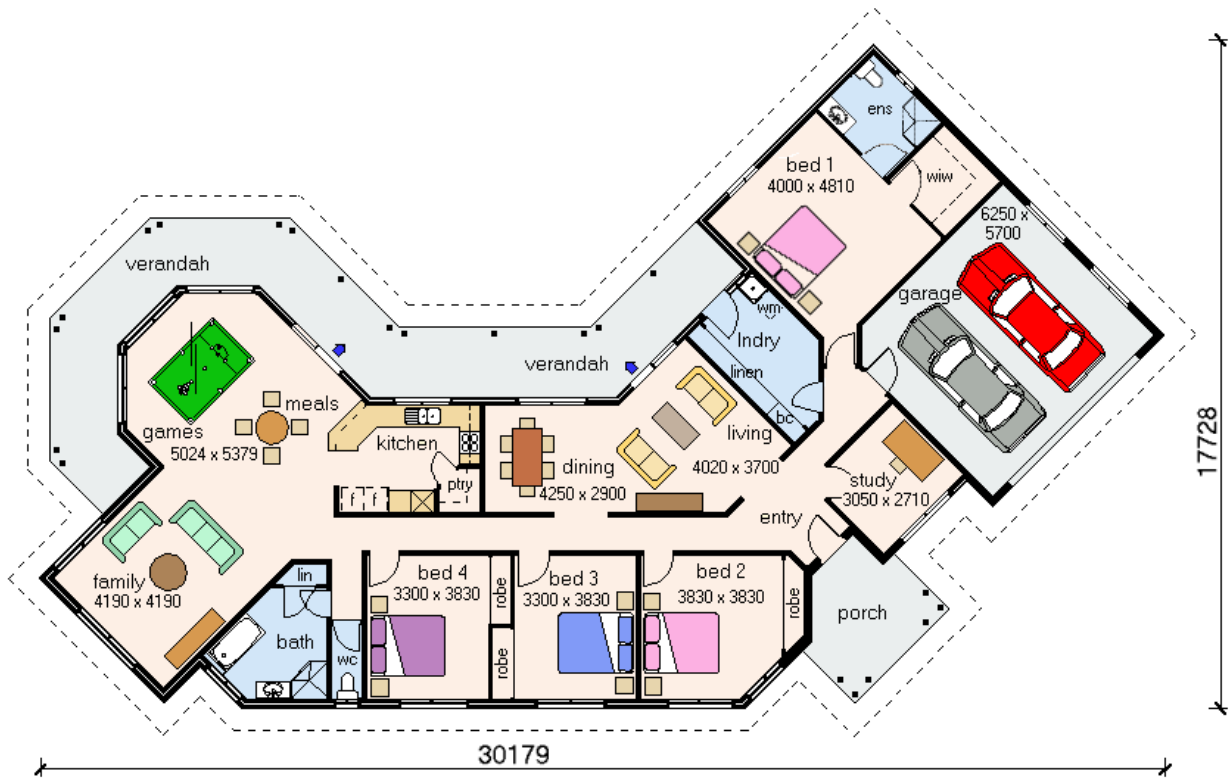 ens
bed 1
4000 x 4810
wiw
6250 x
5700
garage
verandah
wm
lndry
linen
bc
verandah
meals
games
5024 x 5379
kitchen
ptry
f f
dining
4250 x 2900
living
4020 x 3700
study
3050 x 2710
entry
family
4190 x 4190
lin
bath
wc
bed 4
3300 x 3830
robe
robe
bed 3
3300 x 3830
bed 2
3830 x 3830
robe
porch
17728
30179